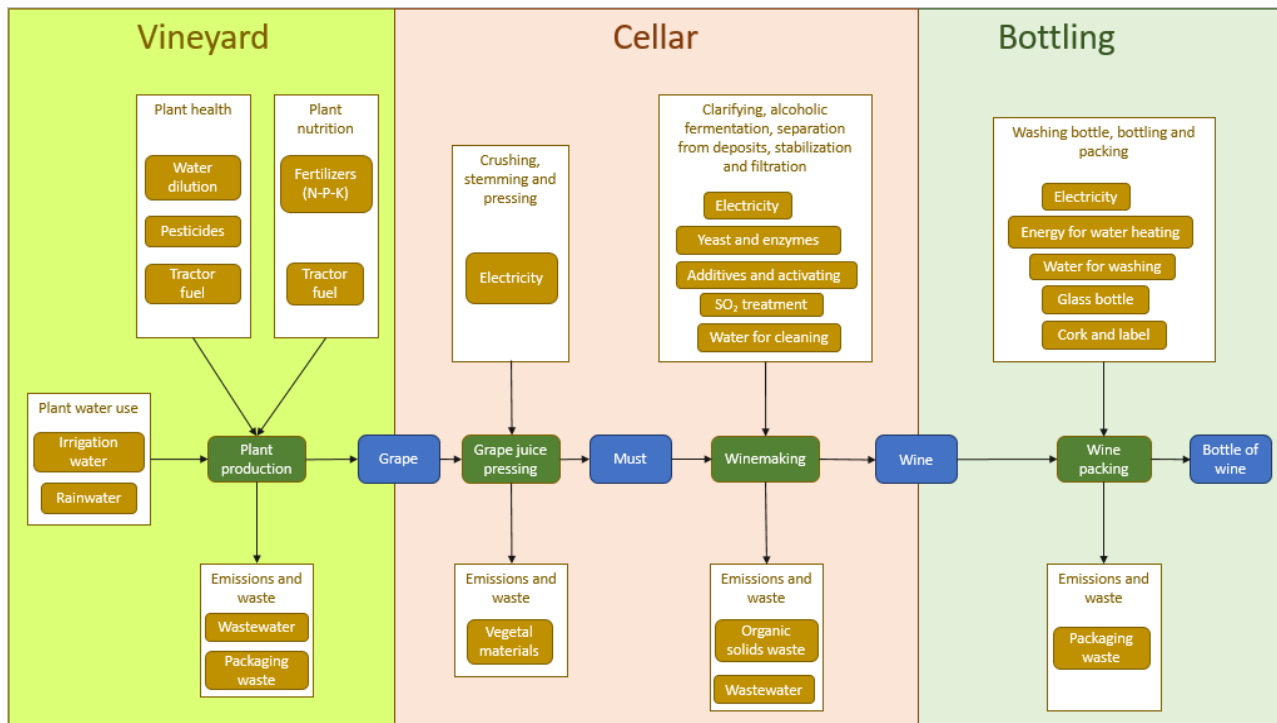 Vineyard
Cellar
Bottling
Plant health
Water
dilution
Pesticides
Tractor
fuel
Plant
nutrition
Fertilizers
(N-P-K)
Tractor
fuel
Crushing,
stemming and
pressing
Electricity
Clarifying, alcoholic
fermentation, separation
from deposits, stabilization
and filtration
Electricity
Yeast and enzymes
Additives and activating
SO₂ treatment
Water for cleaning
Washing bottle, bottling and
packing
Electricity
Energy for water heating
Water for washing
Glass bottle
Cork and label
Plant water use
Irrigation
water
Rainwater
Plant
production
Grape
Grape juice
pressing
Must
Winemaking
Wine
Wine
packing
Bottle of
wine
Emissions and
waste
Wastewater
Packaging
waste
Emissions and
waste
Vegetal
materials
Emissions and
waste
Organic
solids waste
Wastewater
Emissions and
waste
Packaging
waste